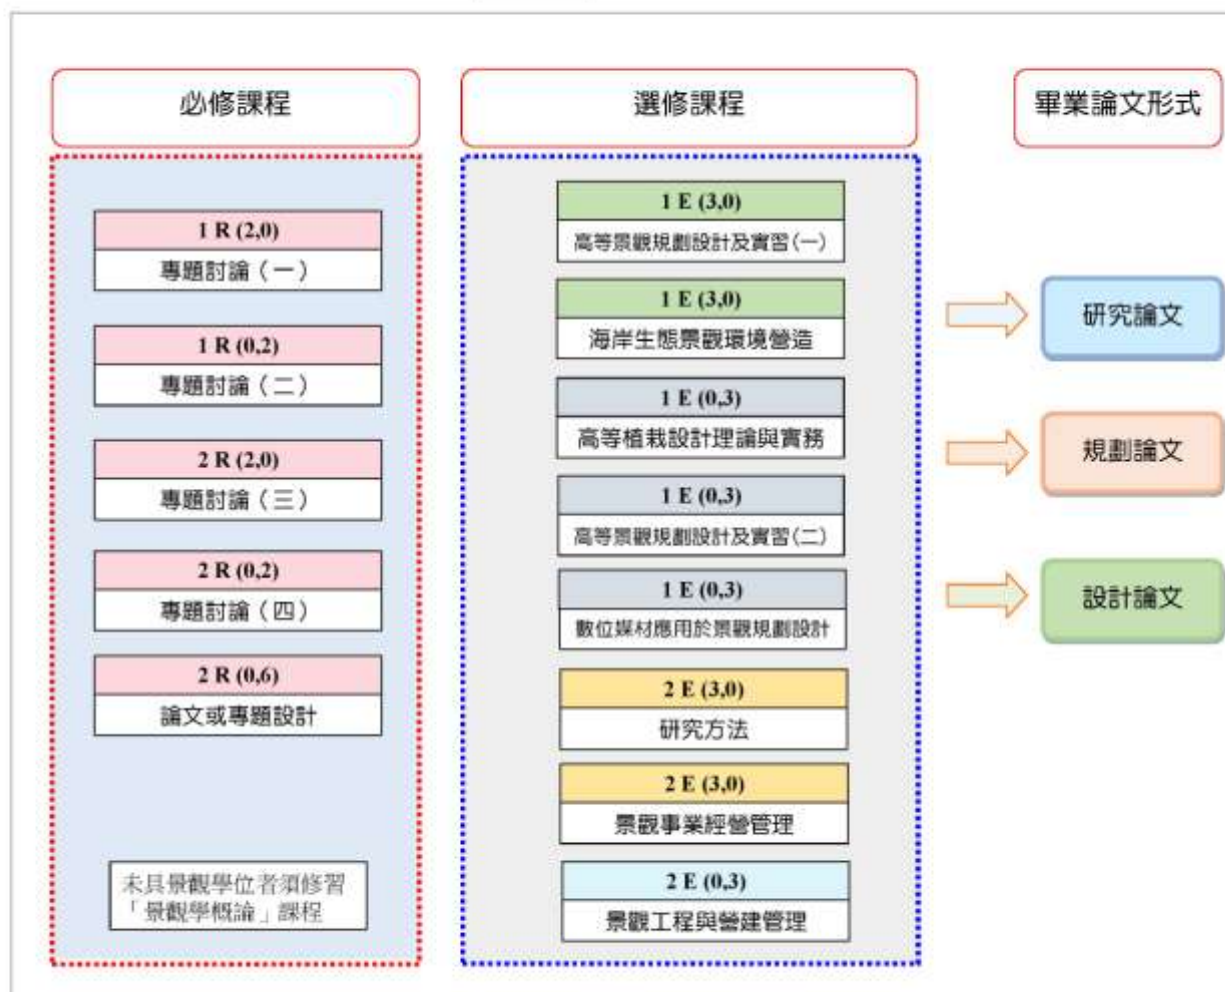 必修課程
1 R (2,0)
專題討論（一）
1 R (0,2)
專題討論（二）
2 R (2,0)
專題討論（三）
2 R (0,2)
專題討論（四）
2 R (0,6)
論文或專題設計
未具景觀學位者須修習
「景觀學概論」課程
選修課程
1 E (3,0)
高等景觀規劃設計及實習(一)
1 E (3,0)
海岸生態景觀環境營造
1 E (0,3)
高等植栽設計理論與實務
1 E (0,3)
高等景觀規劃設計及實習(二)
1 E (0,3)
數位媒材應用於景觀規劃設計
2 E (3,0)
研究方法
2 E (3,0)
景觀事業經營管理
2 E (0,3)
景觀工程與營建管理
畢業論文形式
研究論文
規劃論文
設計論文